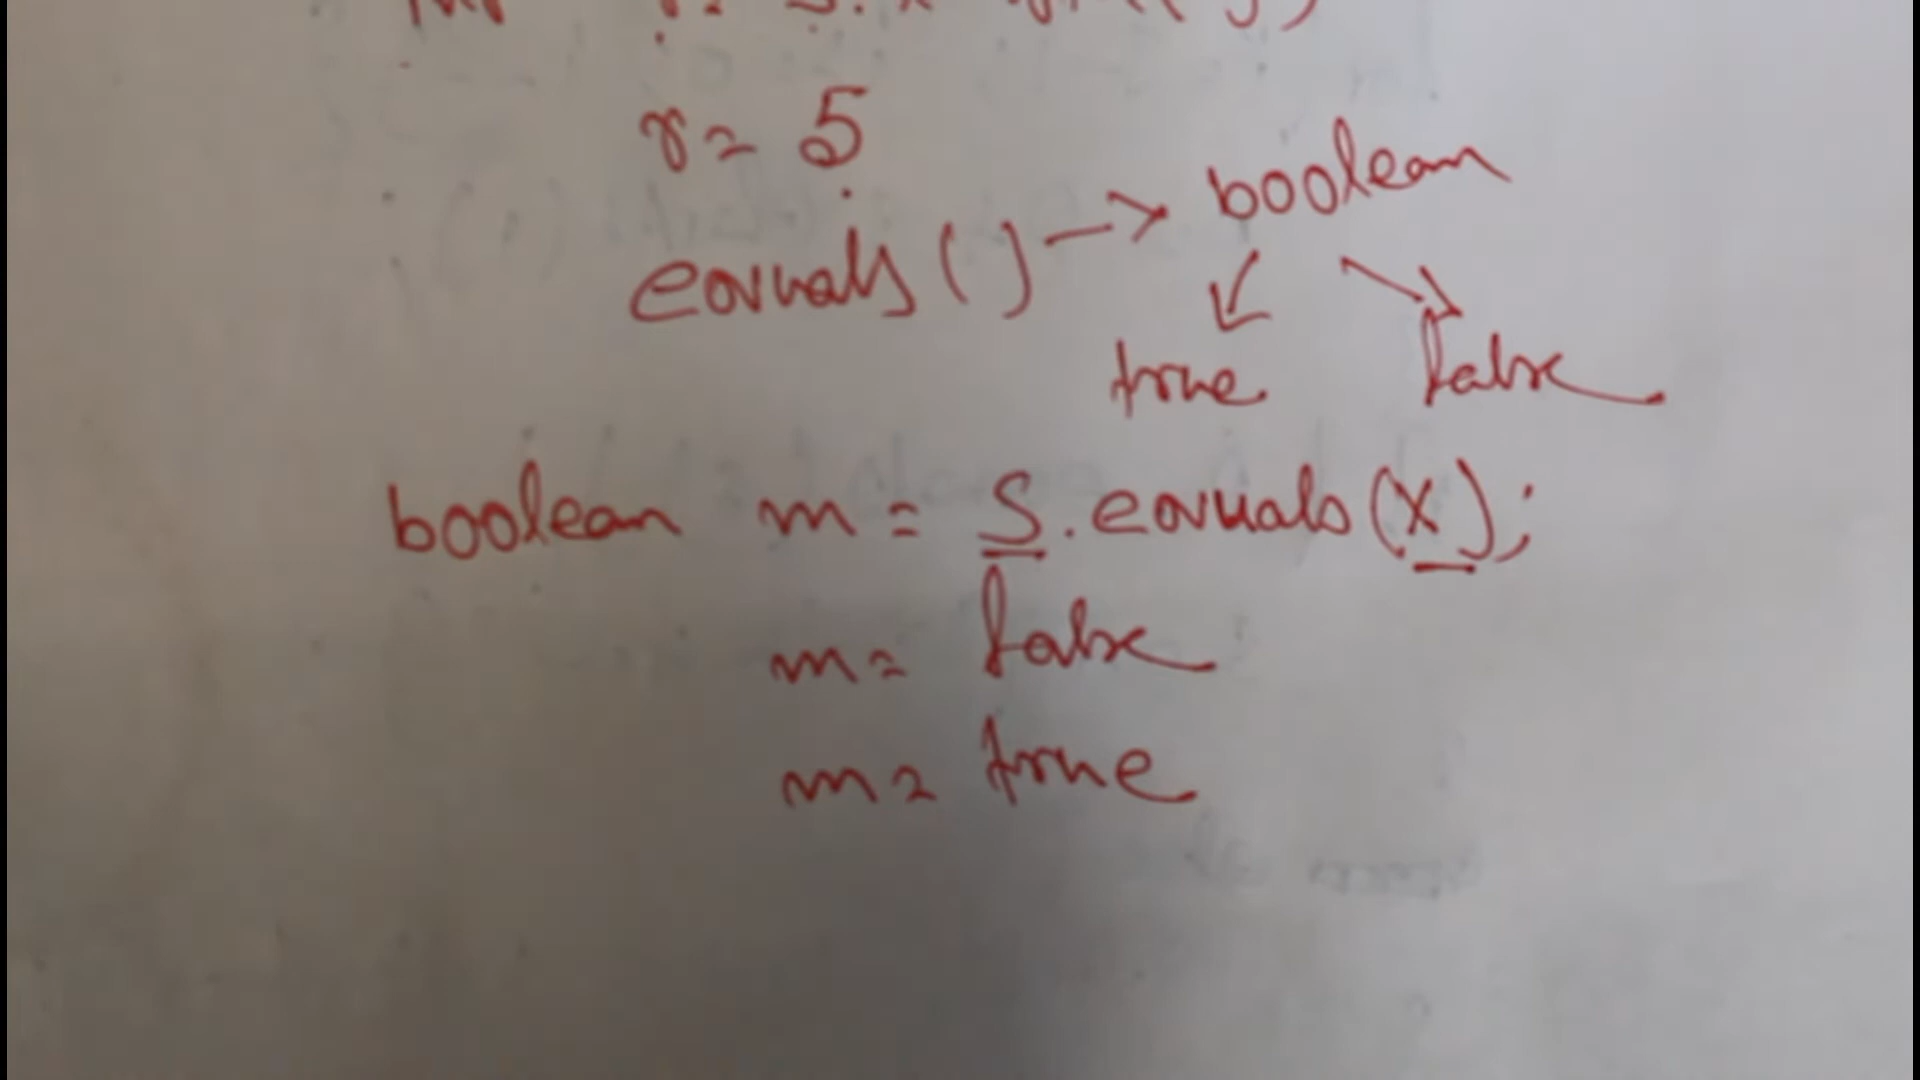 r = 5
equals ( ) -> boolean
true false
boolean m = S.equals(x);
m = false
m = true